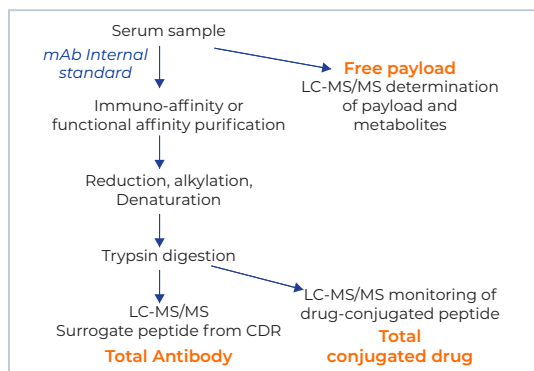 Serum sample
mAb Internal
standard
Free payload
LC-MS/MS determination
of payload and
metabolites
Immuno-affinity or
functional affinity purification
Reduction, alkylation,
Denaturation
Trypsin digestion
LC-MS/MS
Surrogate peptide from CDR
Total Antibody
LC-MS/MS monitoring of
drug-conjugated peptide
Total
conjugated drug